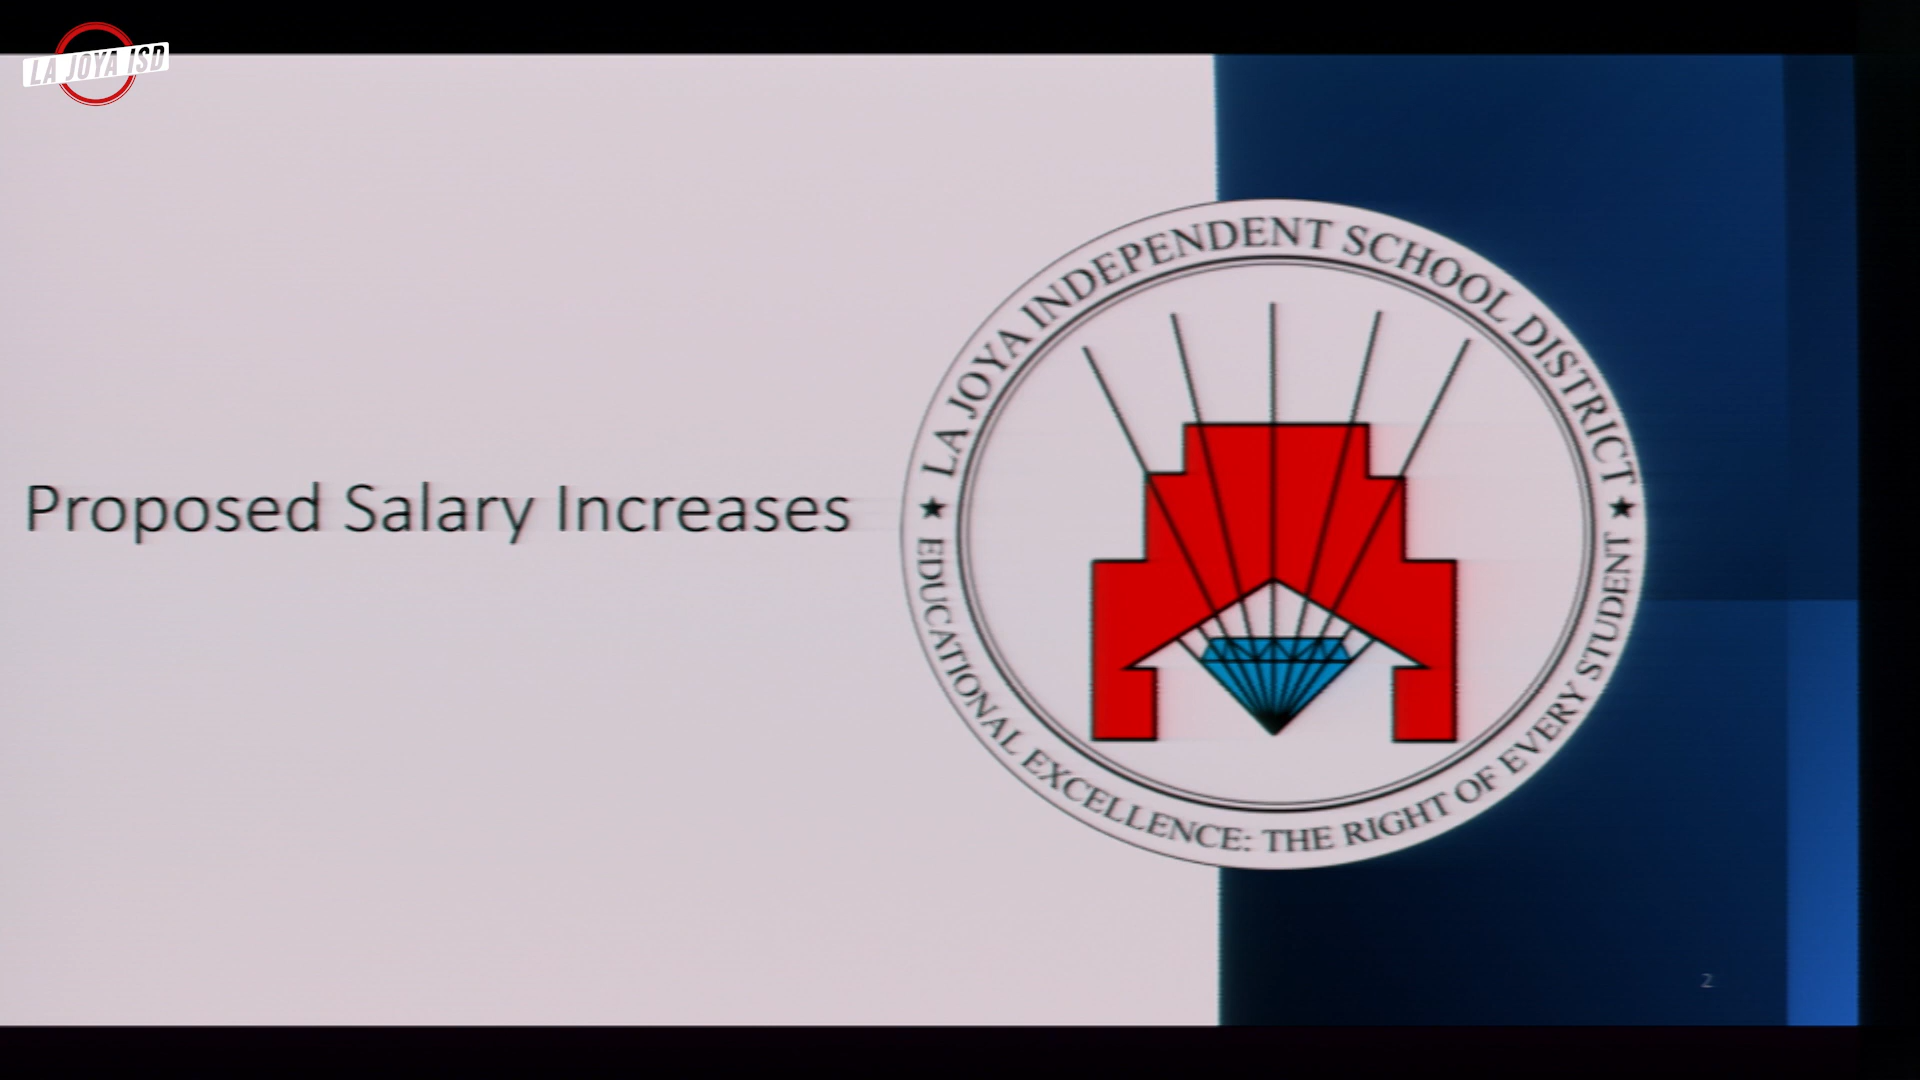 LA JOYA ISD
Proposed Salary Increases
LA JOYA INDEPENDENT SCHOOL DISTRICT
EDUCATIONAL EXCELLENCE: THE RIGHT OF EVERY STUDENT
2